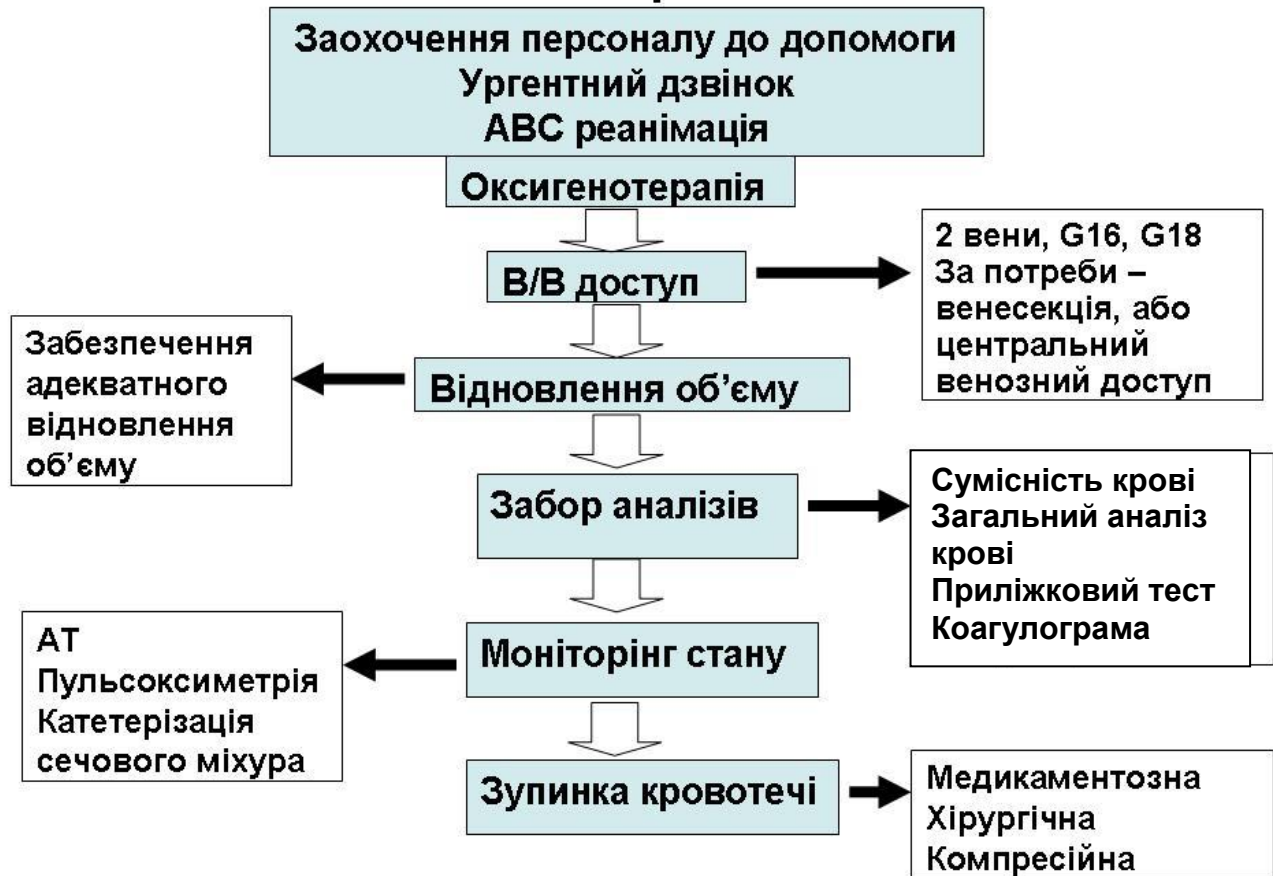 Заохочення персоналу до допомоги
Ургентний дзвінок
АВС реанімація
Оксигенотерапія
В/В доступ
2 вени, G16, G18
За потреби –
венесекція, або
центральний
венозний доступ
Відновлення об’єму
Забезпечення
адекватного
відновлення
об’єму
Забор аналізів
Сумісність крові
Загальний аналіз
крові
Приліжковий тест
Коагулограма
Моніторінг стану
АТ
Пульсоксиметрія
Катетерізація
сечового міхура
Зупинка кровотечі
Медикаментозна
Хірургічна
Компресійна